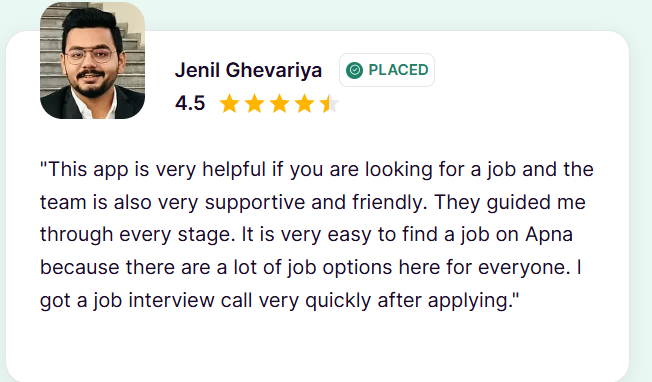 Jenil Ghevariya PLACED
4.5
"This app is very helpful if you are looking for a job and the
team is also very supportive and friendly. They guided me
through every stage. It is very easy to find a job on Apna
because there are a lot of job options here for everyone. I
got a job interview call very quickly after applying."